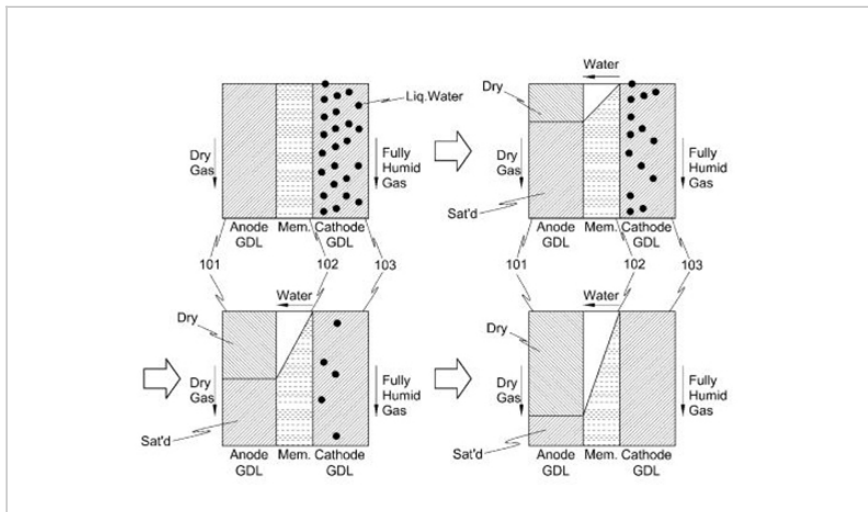 Liq.Water
Dry
Gas
Fully
Humid
Gas
Anode
GDL
Mem.
Cathode
GDL
Water
Dry
Dry
Gas
Fully
Humid
Gas
Sat'd
Anode
GDL
Mem.
Cathode
GDL
101
102
103
101
102
103
Water
Dry
Dry
Gas
Fully
Humid
Gas
Sat'd
Anode
GDL
Mem.
Cathode
GDL
Water
Dry
Dry
Gas
Fully
Humid
Gas
Sat'd
Anode
GDL
Mem.
Cathode
GDL